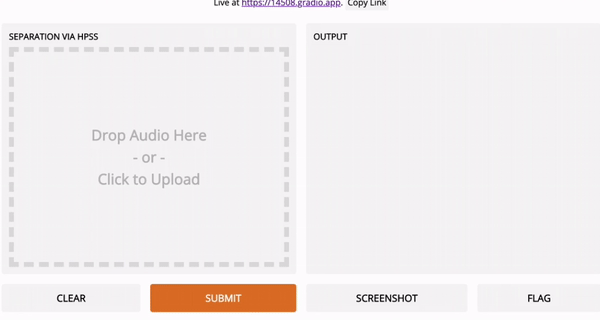 Live at https://14508.gradio.app. Copy Link
SEPARATION VIA HPSS
OUTPUT
Drop Audio Here
- or -
Click to Upload
CLEAR
SUBMIT
SCREENSHOT
FLAG